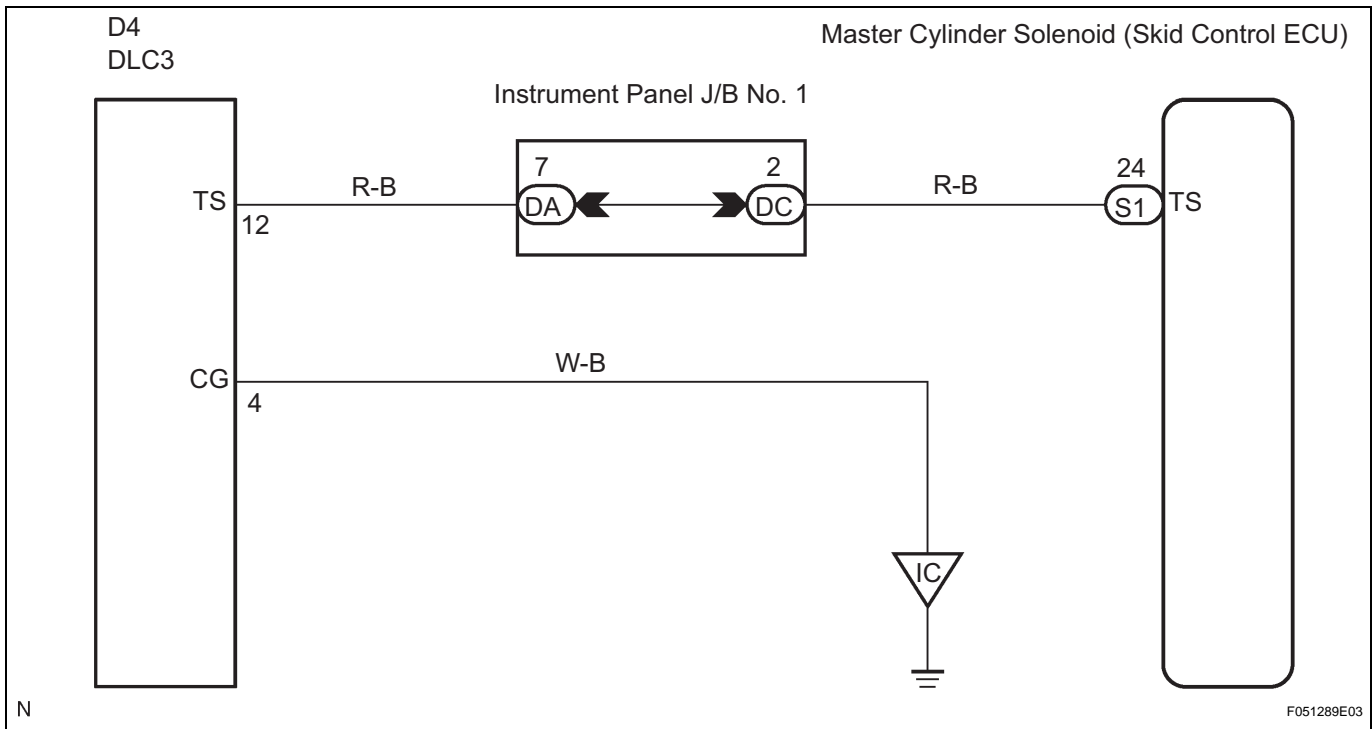 D4
DLC3
Master Cylinder Solenoid (Skid Control ECU)
Instrument Panel J/B No. 1
7
2
24
R-B
R-B
TS
DA
DC
S1
TS
12
W-B
CG
4
IC
N
F051289E03